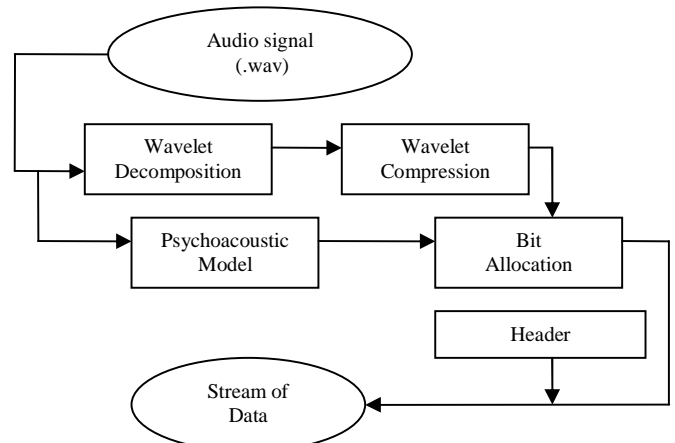 Audio signal
(.wav)
Wavelet
Decomposition
Wavelet
Compression
Psychoacoustic
Model
Bit
Allocation
Header
Stream of
Data